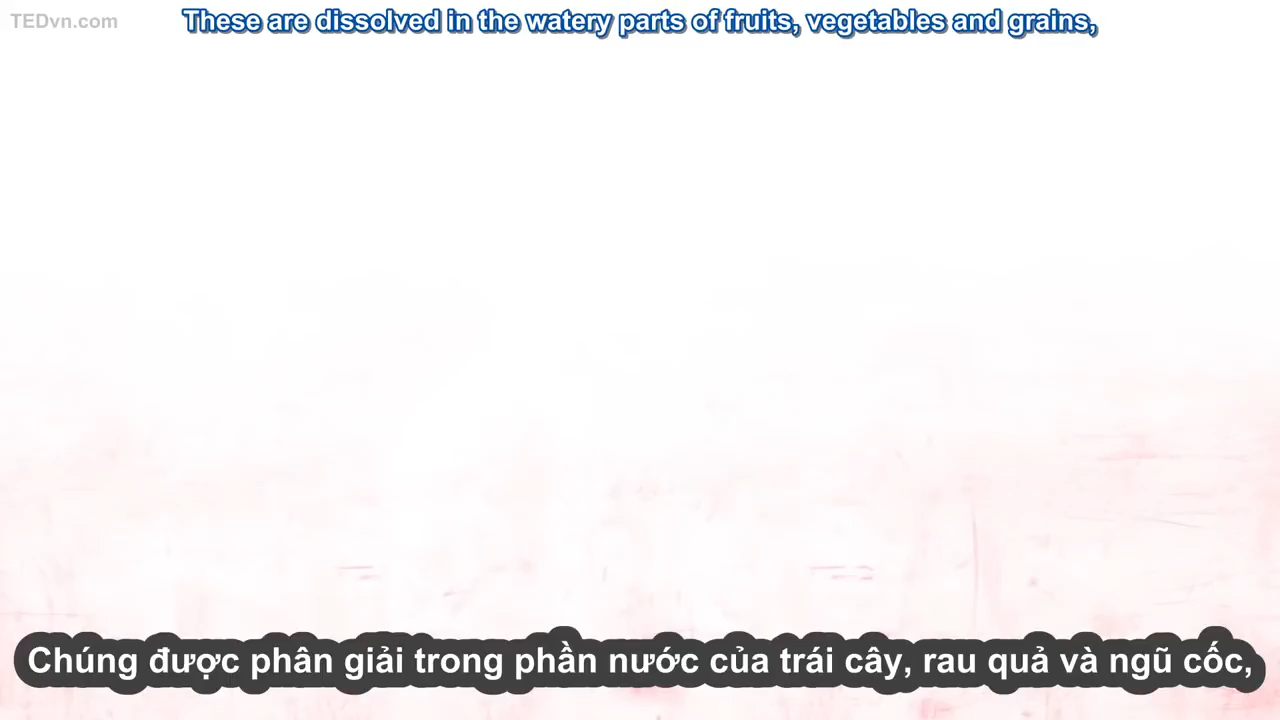 TEDvn.com
These are dissolved in the watery parts of fruits, vegetables and grains,
Chúng được phân giải trong phần nước của trái cây, rau quả và ngũ cốc,